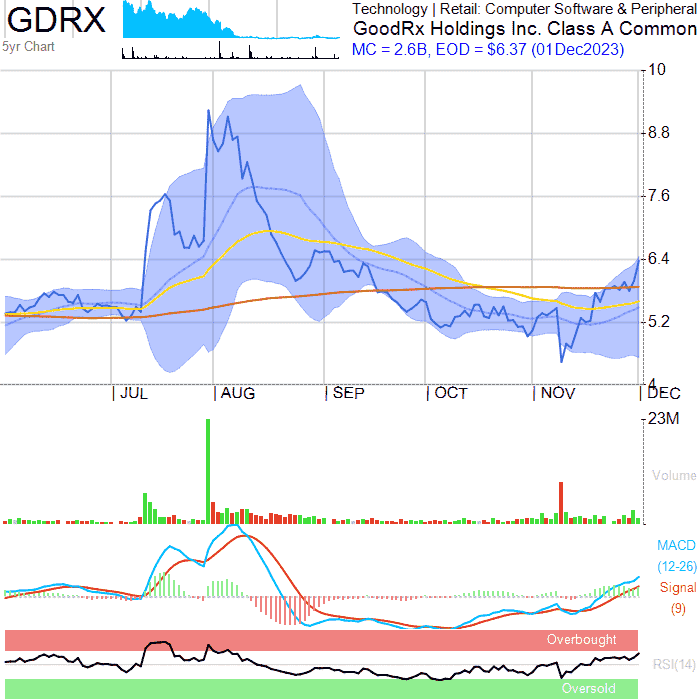 GDRX
5yr Chart
Technology | Retail: Computer Software & Peripheral
GoodRx Holdings Inc. Class A Common
MC = 2.6B, EOD = $6.37 (01Dec2023)
10
8.8
7.6
6.4
5.2
4
| JUL
| AUG
| SEP
| OCT
| NOV
| DEC
23M
Volume
MACD
(12-26)
Signal
(9)
Overbought
RSI(14)
Oversold